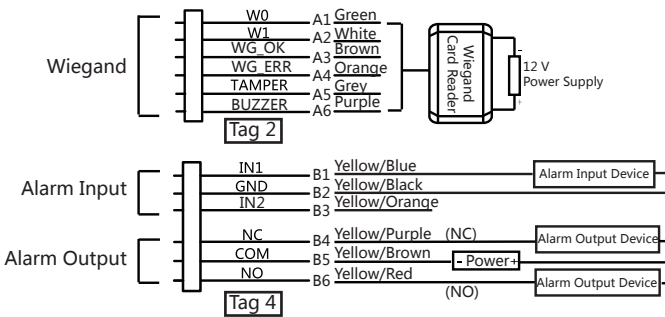 Wiegand
W0 A1 Green
W1 A2 White
WG_OK A3 Brown
WG_ERR A4 Orange
TAMPER A5 Grey
BUZZER A6 Purple
Tag 2
Wiegand
Card Reader
-
12 V
Power Supply
+
Alarm Input
IN1 B1 Yellow/Blue Alarm Input Device
GND B2 Yellow/Black
IN2 B3 Yellow/Orange
Alarm Output
NC B4 Yellow/Purple (NC) Alarm Output Device
COM B5 Yellow/Brown - Power+
NO B6 Yellow/Red (NO) Alarm Output Device
Tag 4